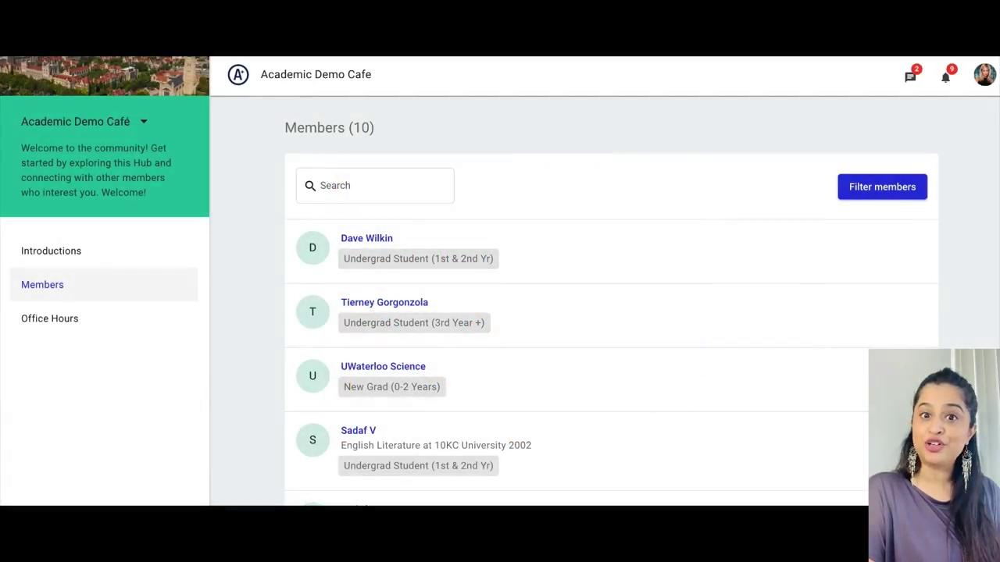 A+
Academic Demo Cafe
2
9
Academic Demo Café
Welcome to the community! Get
started by exploring this Hub and
connecting with other members
who interest you. Welcome!
Introductions
Members
Office Hours
Members (10)
Search
Filter members
D
Dave Wilkin
Undergrad Student (1st & 2nd Yr)
T
Tierney Gorgonzola
Undergrad Student (3rd Year +)
U
UWaterloo Science
New Grad (0-2 Years)
S
Sadaf V
English Literature at 10KC University 2002
Undergrad Student (1st & 2nd Yr)